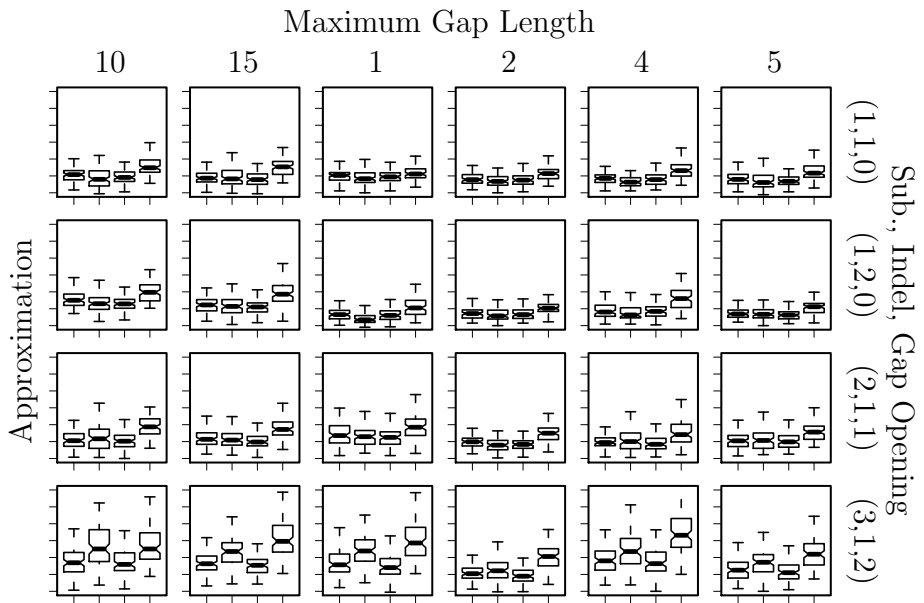 Maximum Gap Length
10 15 1 2 4 5
Approximation
(1,1,0)
(1,2,0)
(2,1,1)
(3,1,2)
Sub., Indel, Gap Opening